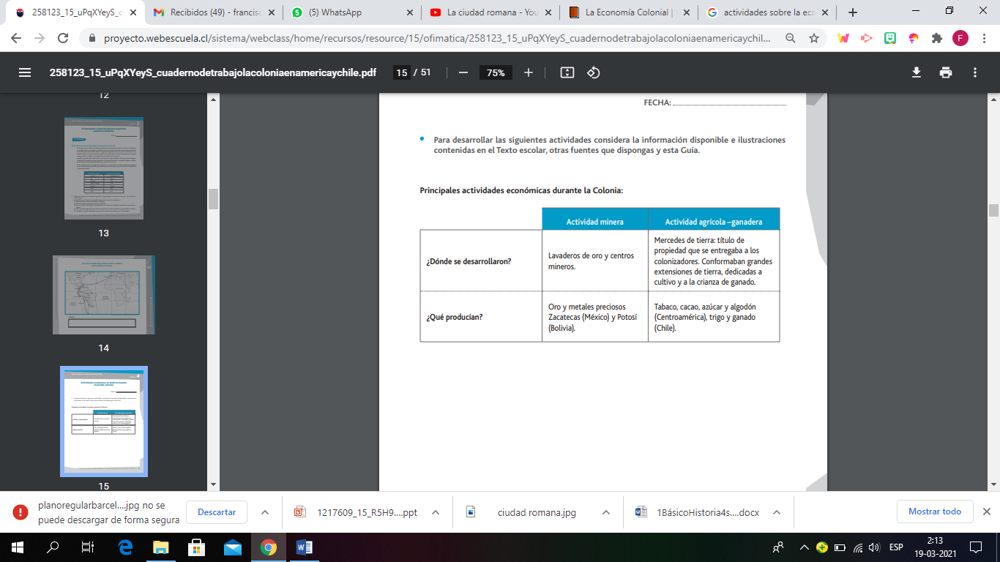 258123_15_uPqXYeyS_c
Recibidos (49) - francisc
(5) WhatsApp
La ciudad romana - You
La Economía Colonial |
actividades sobre la eco
proyecto.webescuela.cl/sistema/webclass/home/recursos/resource/15/ofimatica/258123_15_uPqXYeyS_cuadernodetrabajolacoloniaenamericaychil...
F
258123_15_uPqXYeyS_cuadernodetrabajolacoloniaenamericaychile.pdf
15 / 51
75%
12
13
14
15
FECHA:
Para desarrollar las siguientes actividades considera la información disponible e ilustraciones
contenidas en el Texto escolar, otras fuentes que dispongas y esta Guía.
Principales actividades económicas durante la Colonia:
Actividad minera
Actividad agrícola –ganadera
¿Dónde se desarrollaron?
Lavaderos de oro y centros
mineros.
Mercedes de tierra: título de
propiedad que se entregaba a los
colonizadores. Conformaban grandes
extensiones de tierra, dedicadas a
cultivo y a la crianza de ganado.
¿Qué producían?
Oro y metales preciosos
Zacatecas (México) y Potosí
(Bolivia).
Tabaco, cacao, azúcar y algodón
(Centroamérica), trigo y ganado
(Chile).
planoregularbarcel....jpg no se
puede descargar de forma segura
Descartar
1217609_15_R5H9....ppt
ciudad romana.jpg
1BásicoHistoria4s....docx
Mostrar todo
ESP
2:13
19-03-2021